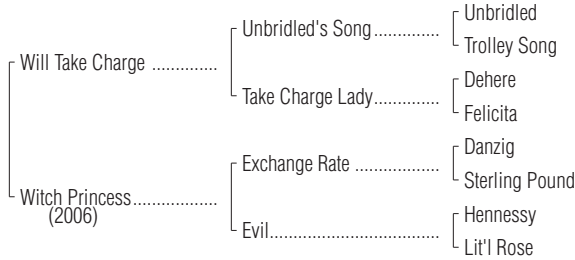 Unbridled
Unbridled's Song..............
Trolley Song
Will Take Charge ..............
Dehere
Take Charge Lady..............
Felicita
Danzig
Exchange Rate ..................
Sterling Pound
Witch Princess..................
(2006)
Hennessy
Evil.....................................
Lit'l Rose